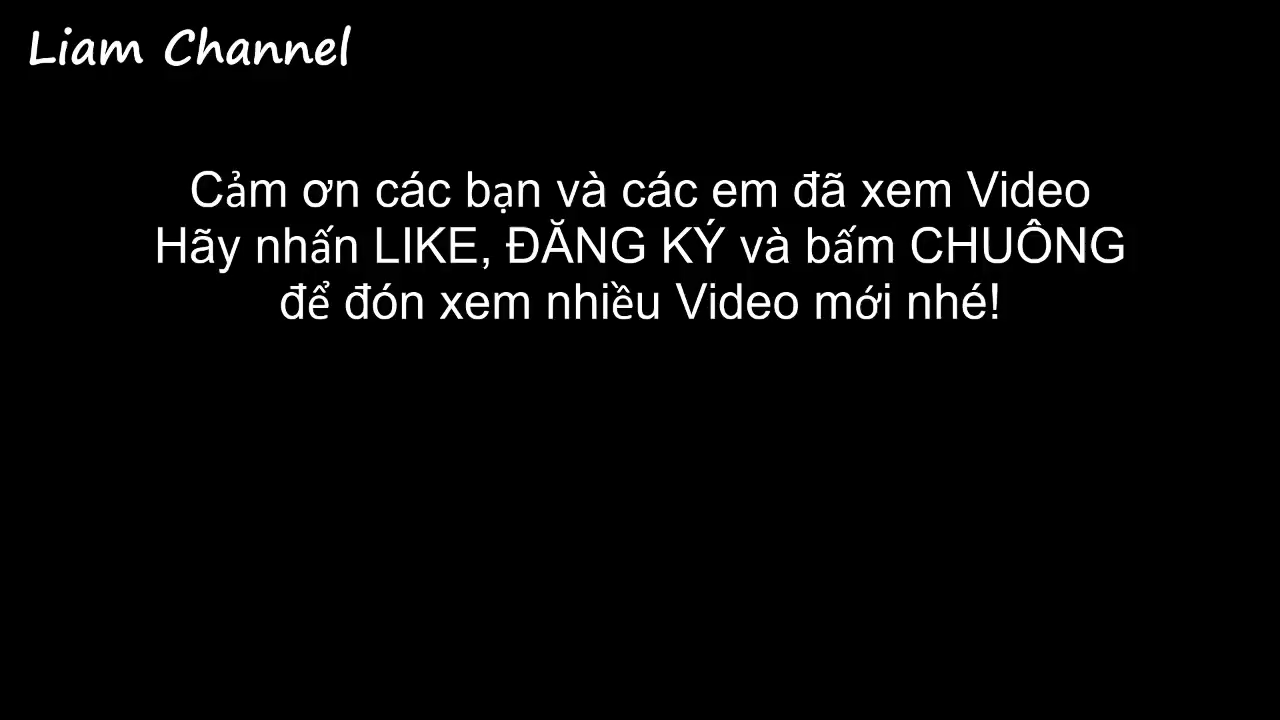 Liam Channel
Cảm ơn các bạn và các em đã xem Video
Hãy nhấn LIKE, ĐĂNG KÝ và bấm CHUÔNG
để đón xem nhiều Video mới nhé!